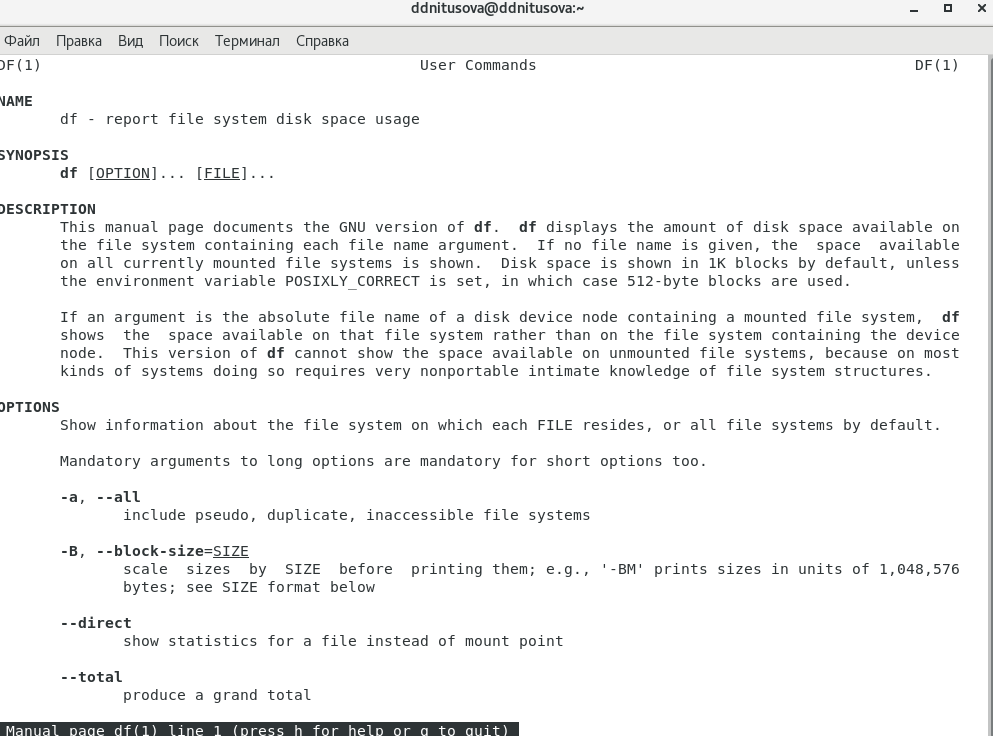 ddnitusova@ddnitusova:~
Файл Правка Вид Поиск Терминал Справка
DF(1) User Commands DF(1)
NAME
df - report file system disk space usage
SYNOPSIS
df [OPTION]... [FILE]...
DESCRIPTION
This manual page documents the GNU version of df. df displays the amount of disk space available on
the file system containing each file name argument. If no file name is given, the space available
on all currently mounted file systems is shown. Disk space is shown in 1K blocks by default, unless
the environment variable POSIXLY_CORRECT is set, in which case 512-byte blocks are used.
If an argument is the absolute file name of a disk device node containing a mounted file system, df
shows the space available on that file system rather than on the file system containing the device
node. This version of df cannot show the space available on unmounted file systems, because on most
kinds of systems doing so requires very nonportable intimate knowledge of file system structures.
OPTIONS
Show information about the file system on which each FILE resides, or all file systems by default.
Mandatory arguments to long options are mandatory for short options too.
-a, --all
include pseudo, duplicate, inaccessible file systems
-B, --block-size=SIZE
scale sizes by SIZE before printing them; e.g., '-BM' prints sizes in units of 1,048,576
bytes; see SIZE format below
--direct
show statistics for a file instead of mount point
--total
produce a grand total
Manual page df(1) line 1 (press h for help or q to quit)